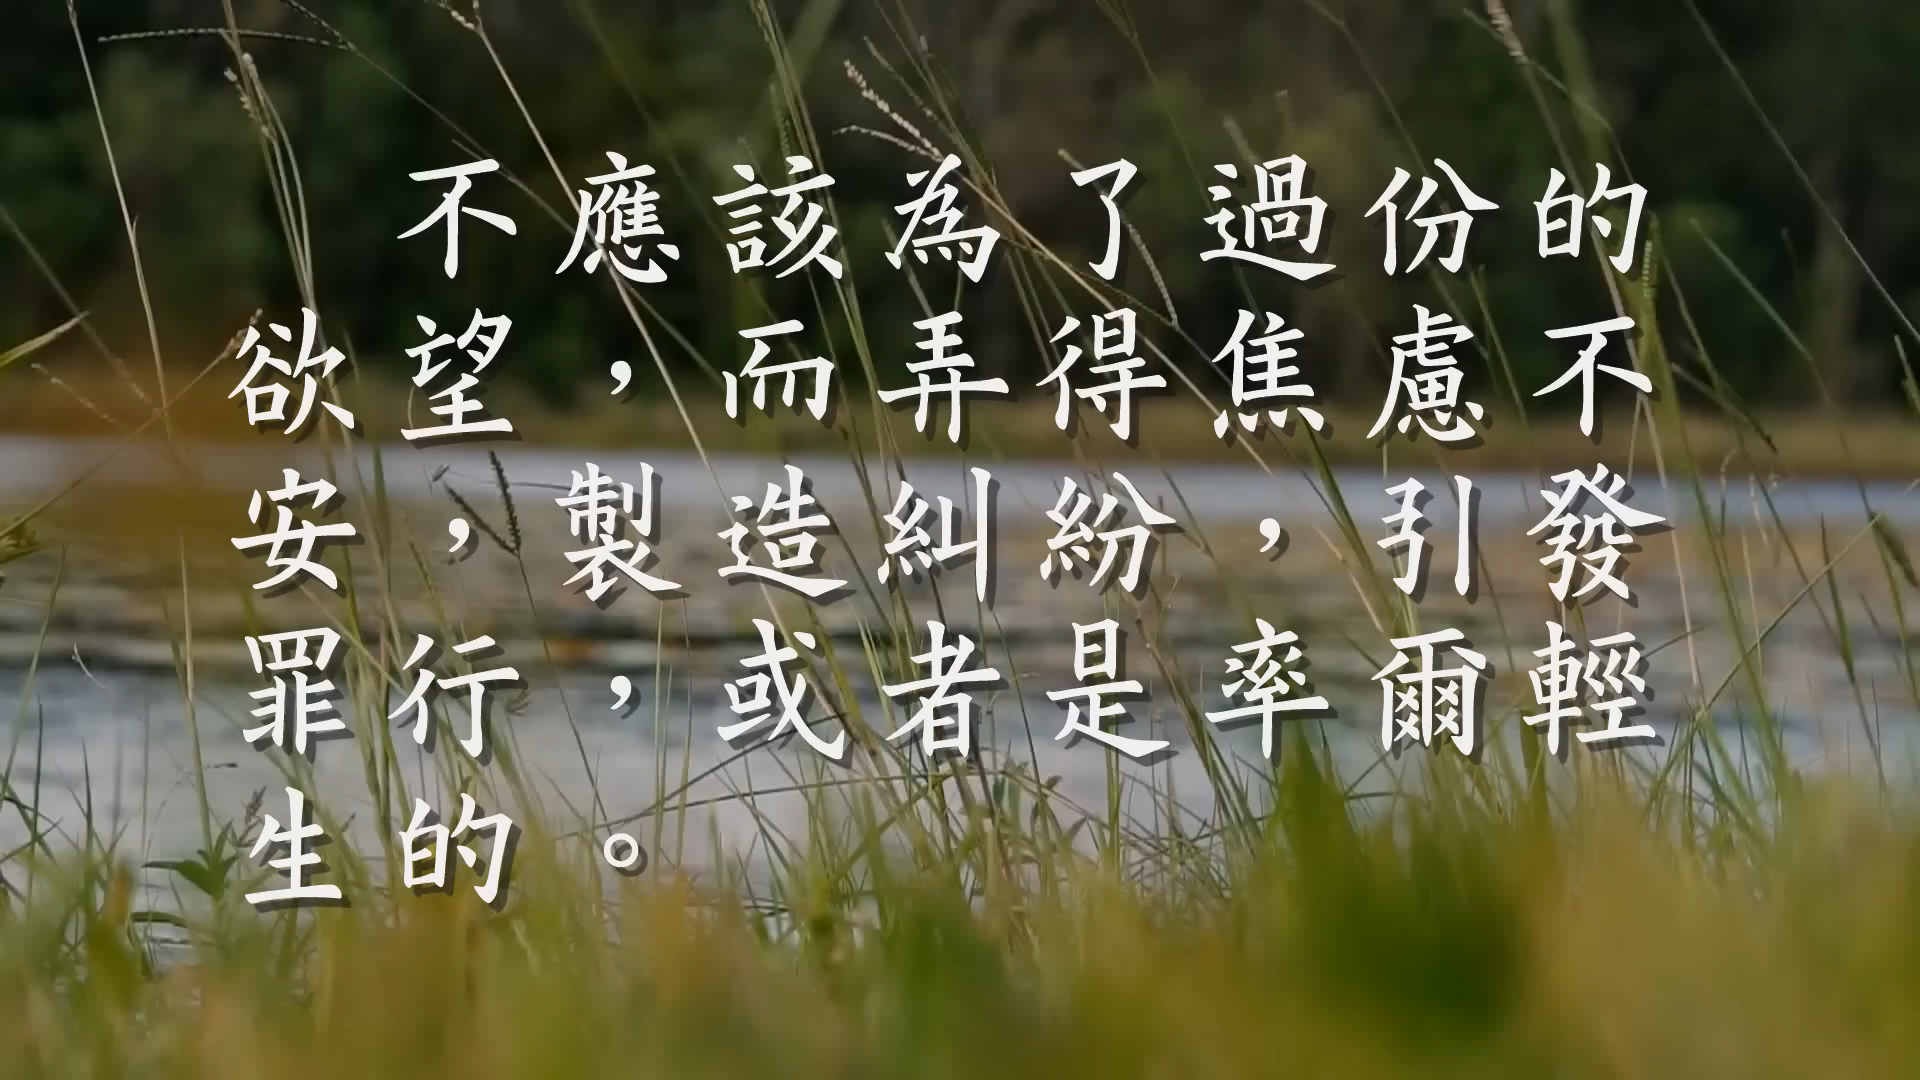 不應該為了過份的
欲望，而弄得焦慮不
安，製造糾紛，引發
罪行，或者是率爾輕
生的。